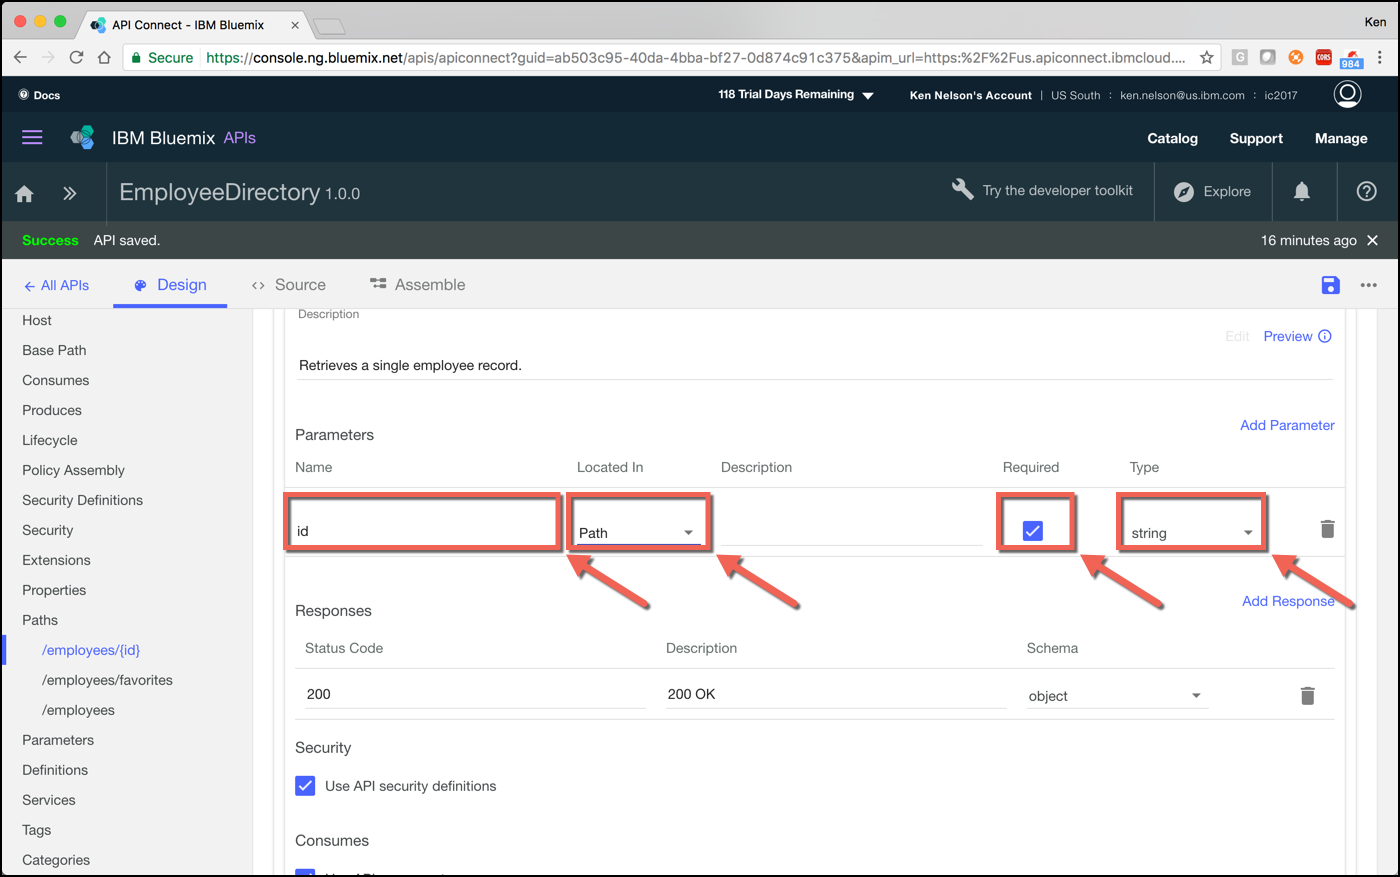 API Connect - IBM Bluemix
Ken
Secure https://console.ng.bluemix.net/apis/apiconnect?guid=ab503c95-40da-4bba-bf27-0d874c91c375&apim_url=https:%2F%2Fus.apiconnect.ibmcloud....
G
CORS
984
Docs
118 Trial Days Remaining
Ken Nelson's Account | US South : ken.nelson@us.ibm.com : ic2017
IBM Bluemix APIs
Catalog Support Manage
EmployeeDirectory 1.0.0
Try the developer toolkit
Explore
Success API saved.
16 minutes ago
All APIs
Design
Source
Assemble
Host
Base Path
Consumes
Produces
Lifecycle
Policy Assembly
Security Definitions
Security
Extensions
Properties
Paths
/employees/{id}
/employees/favorites
/employees
Parameters
Definitions
Services
Tags
Categories
Description
Edit Preview
Retrieves a single employee record.
Parameters
Add Parameter
Name Located In Description Required Type
id Path string
Responses
Add Response
Status Code Description Schema
200 200 OK object
Security
Use API security definitions
Consumes